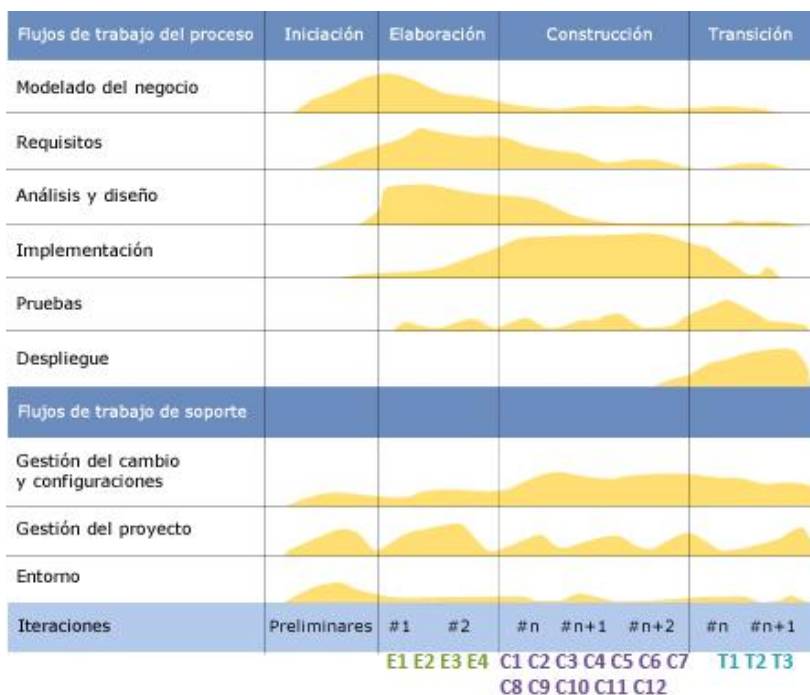 Flujos de trabajo del proceso Iniciación Elaboración Construcción Transición
Modelado del negocio
Requisitos
Análisis y diseño
Implementación
Pruebas
Despliegue
Flujos de trabajo de soporte
Gestión del cambio
y configuraciones
Gestión del proyecto
Entorno
Iteraciones Preliminares #1 #2 #n #n+1 #n+2 #n #n+1
E1 E2 E3 E4 C1 C2 C3 C4 C5 C6 C7 T1 T2 T3
C8 C9 C10 C11 C12